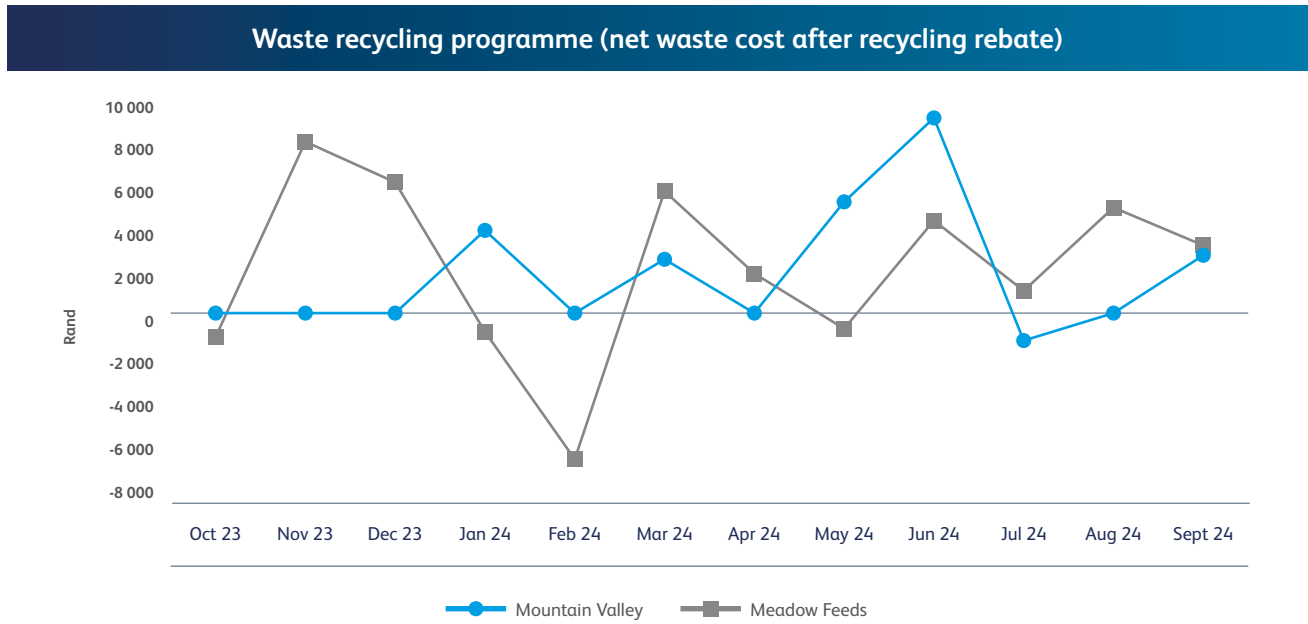 Waste recycling programme (net waste cost after recycling rebate)
10 000
8 000
6 000
4 000
2 000
0
-2 000
-4 000
-6 000
-8 000
Rand
Oct 23 Nov 23 Dec 23 Jan 24 Feb 24 Mar 24 Apr 24 May 24 Jun 24 Jul 24 Aug 24 Sept 24
Mountain Valley Meadow Feeds